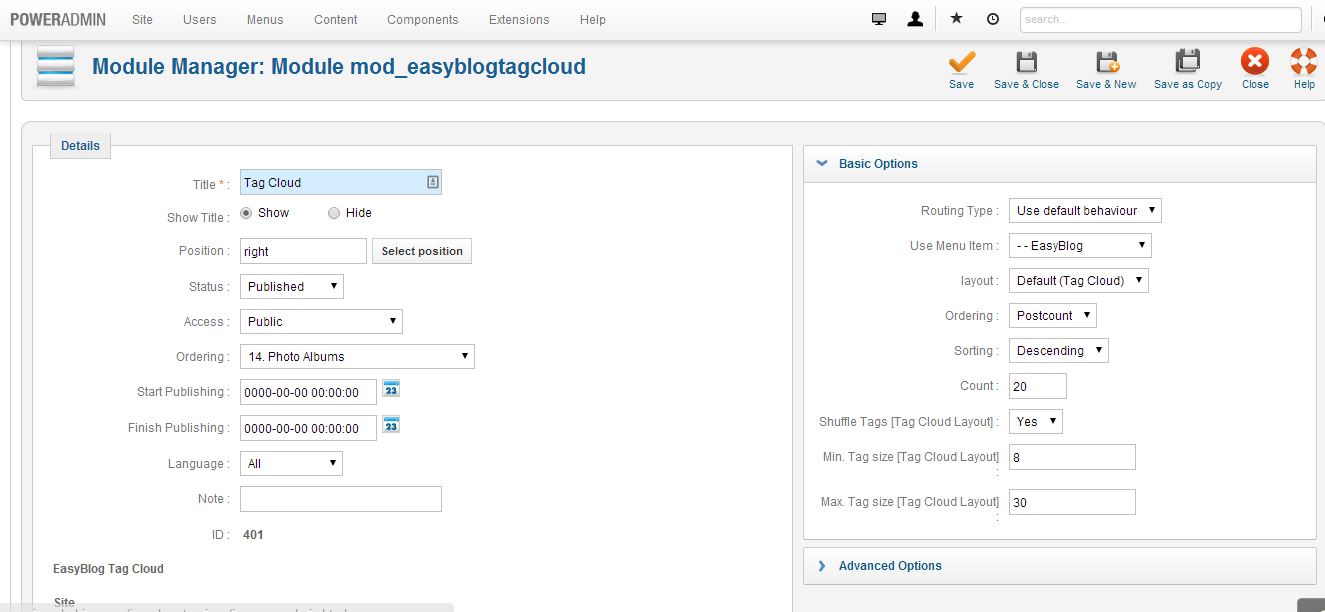 POWERADMIN Site Users Menus Content Components Extensions Help search...
Module Manager: Module mod_easyblogtagcloud
Save Save & Close Save & New Save as Copy Close Help
Details
Title * : Tag Cloud
Show Title : Show Hide
Position : right Select position
Status : Published
Access : Public
Ordering : 14. Photo Albums
Start Publishing : 0000-00-00 00:00:00 23
Finish Publishing : 0000-00-00 00:00:00 23
Language : All
Note :
ID : 401
EasyBlog Tag Cloud
Site
Basic Options
Routing Type : Use default behaviour
Use Menu Item : - - EasyBlog
layout : Default (Tag Cloud)
Ordering : Postcount
Sorting : Descending
Count : 20
Shuffle Tags [Tag Cloud Layout] : Yes
Min. Tag size [Tag Cloud Layout] : 8
Max. Tag size [Tag Cloud Layout] : 30
Advanced Options